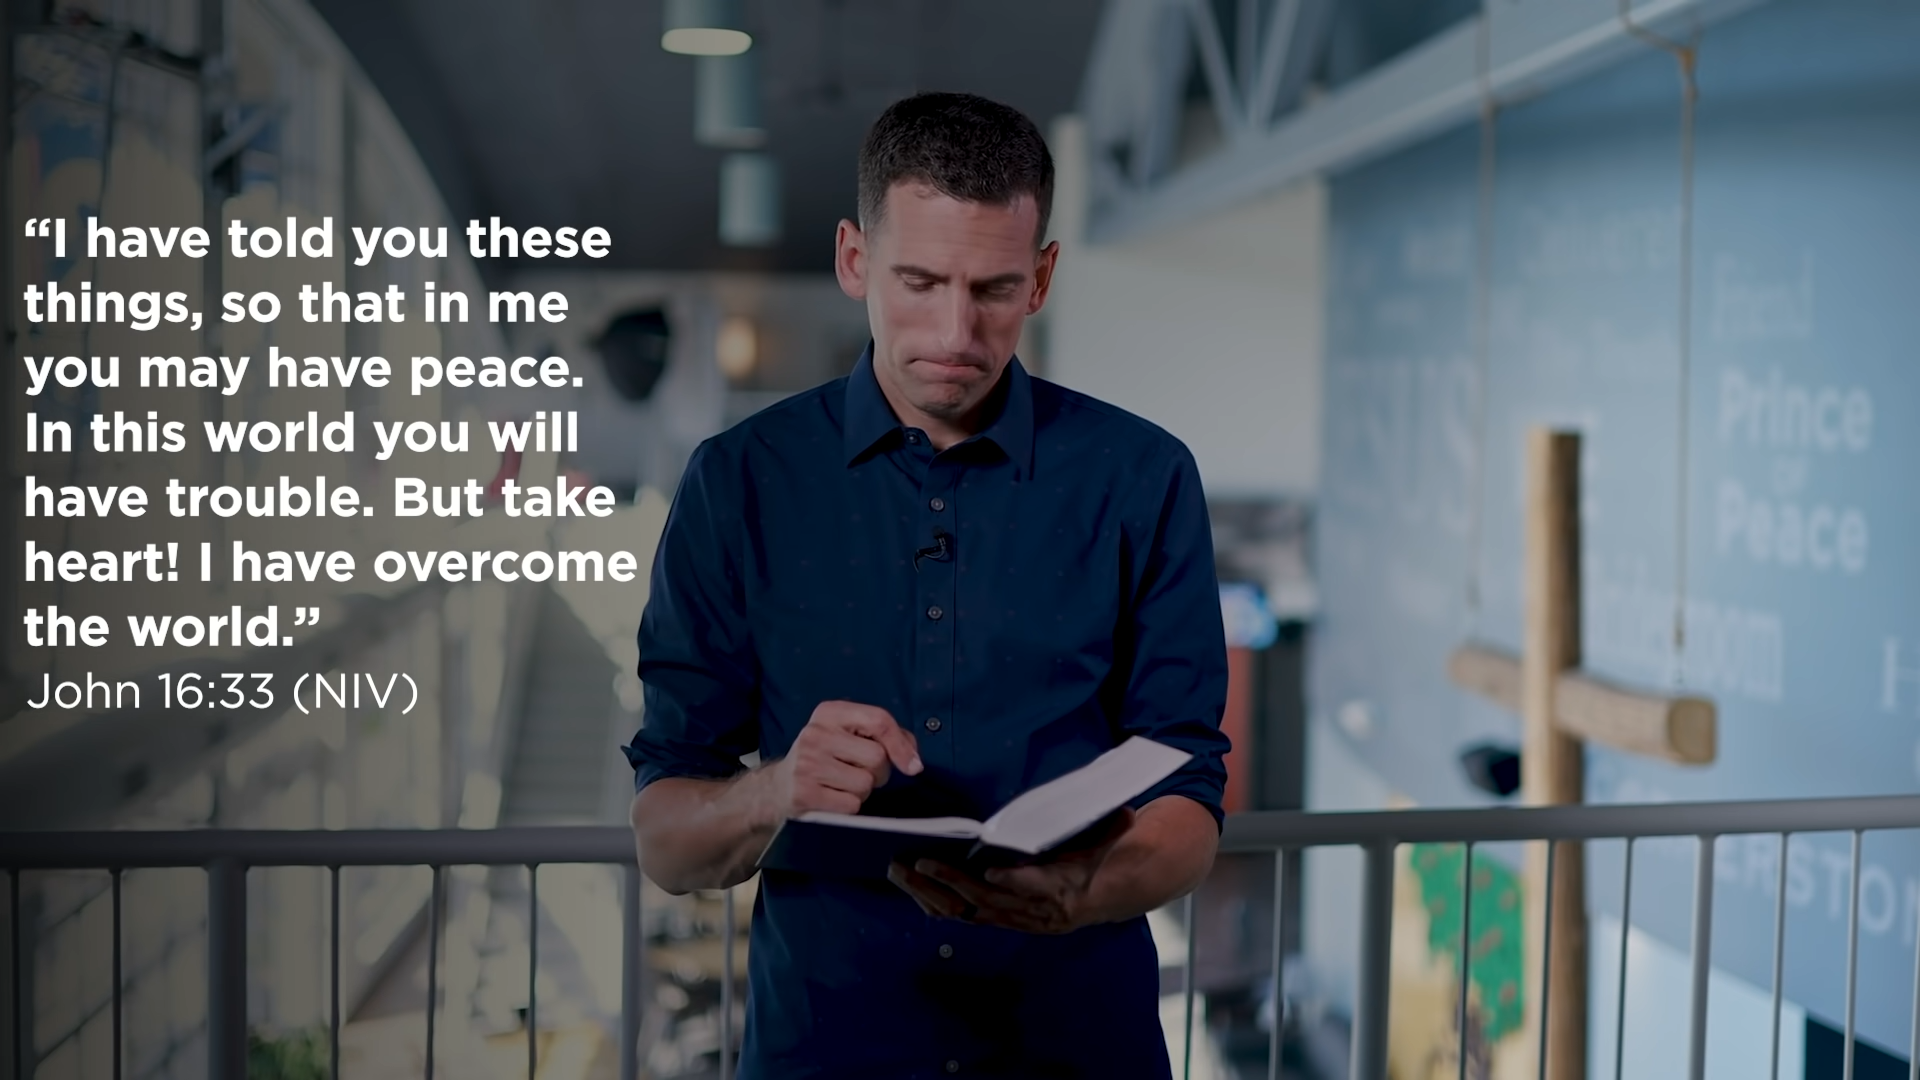 “I have told you these
things, so that in me
you may have peace.
In this world you will
have trouble. But take
heart! I have overcome
the world.”
John 16:33 (NIV)
Prince
of
Peace